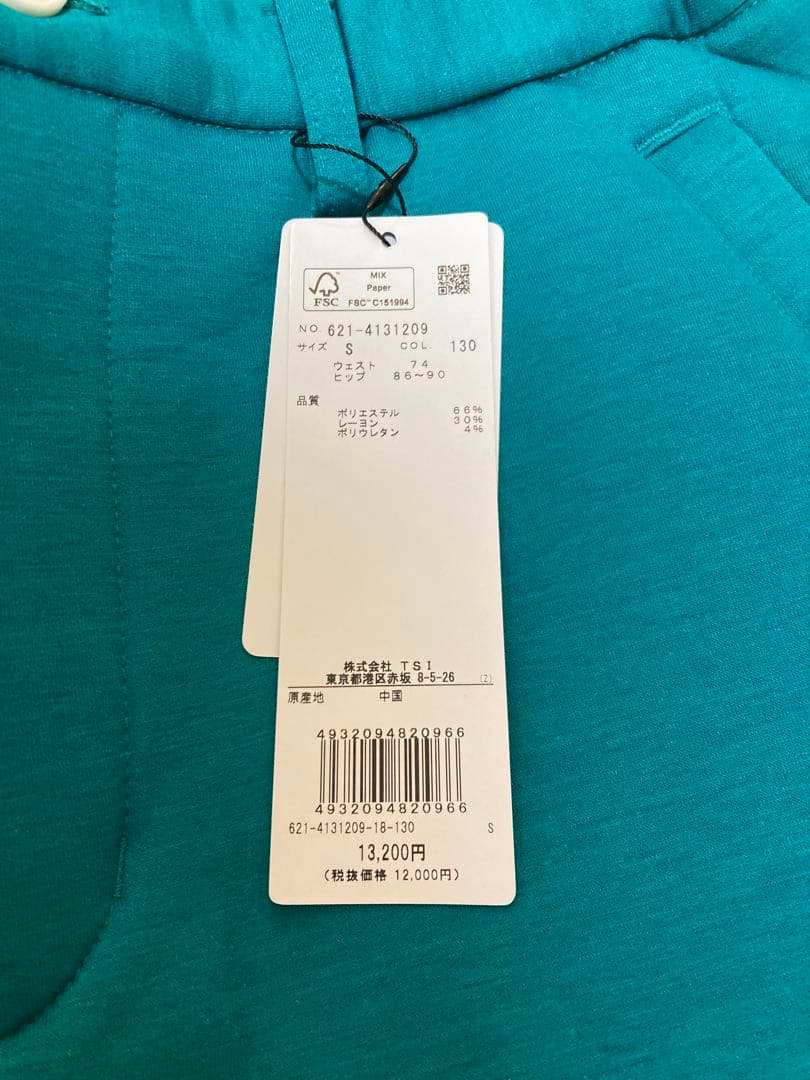 MIX
Paper
FSC™ C151994
FSC™
NO. 621-4131209
サイズ S COL. 130
ウェスト 74
ヒップ 86～90
品質
ポリエステル 66%
レーヨン 30%
ポリウレタン 4%
株式会社 TSI
東京都港区赤坂 8-5-26 (Z)
原産地 中国
4932094820966
4932094820966
621-4131209-18-130 S
13,200円
(税抜価格 12,000円)